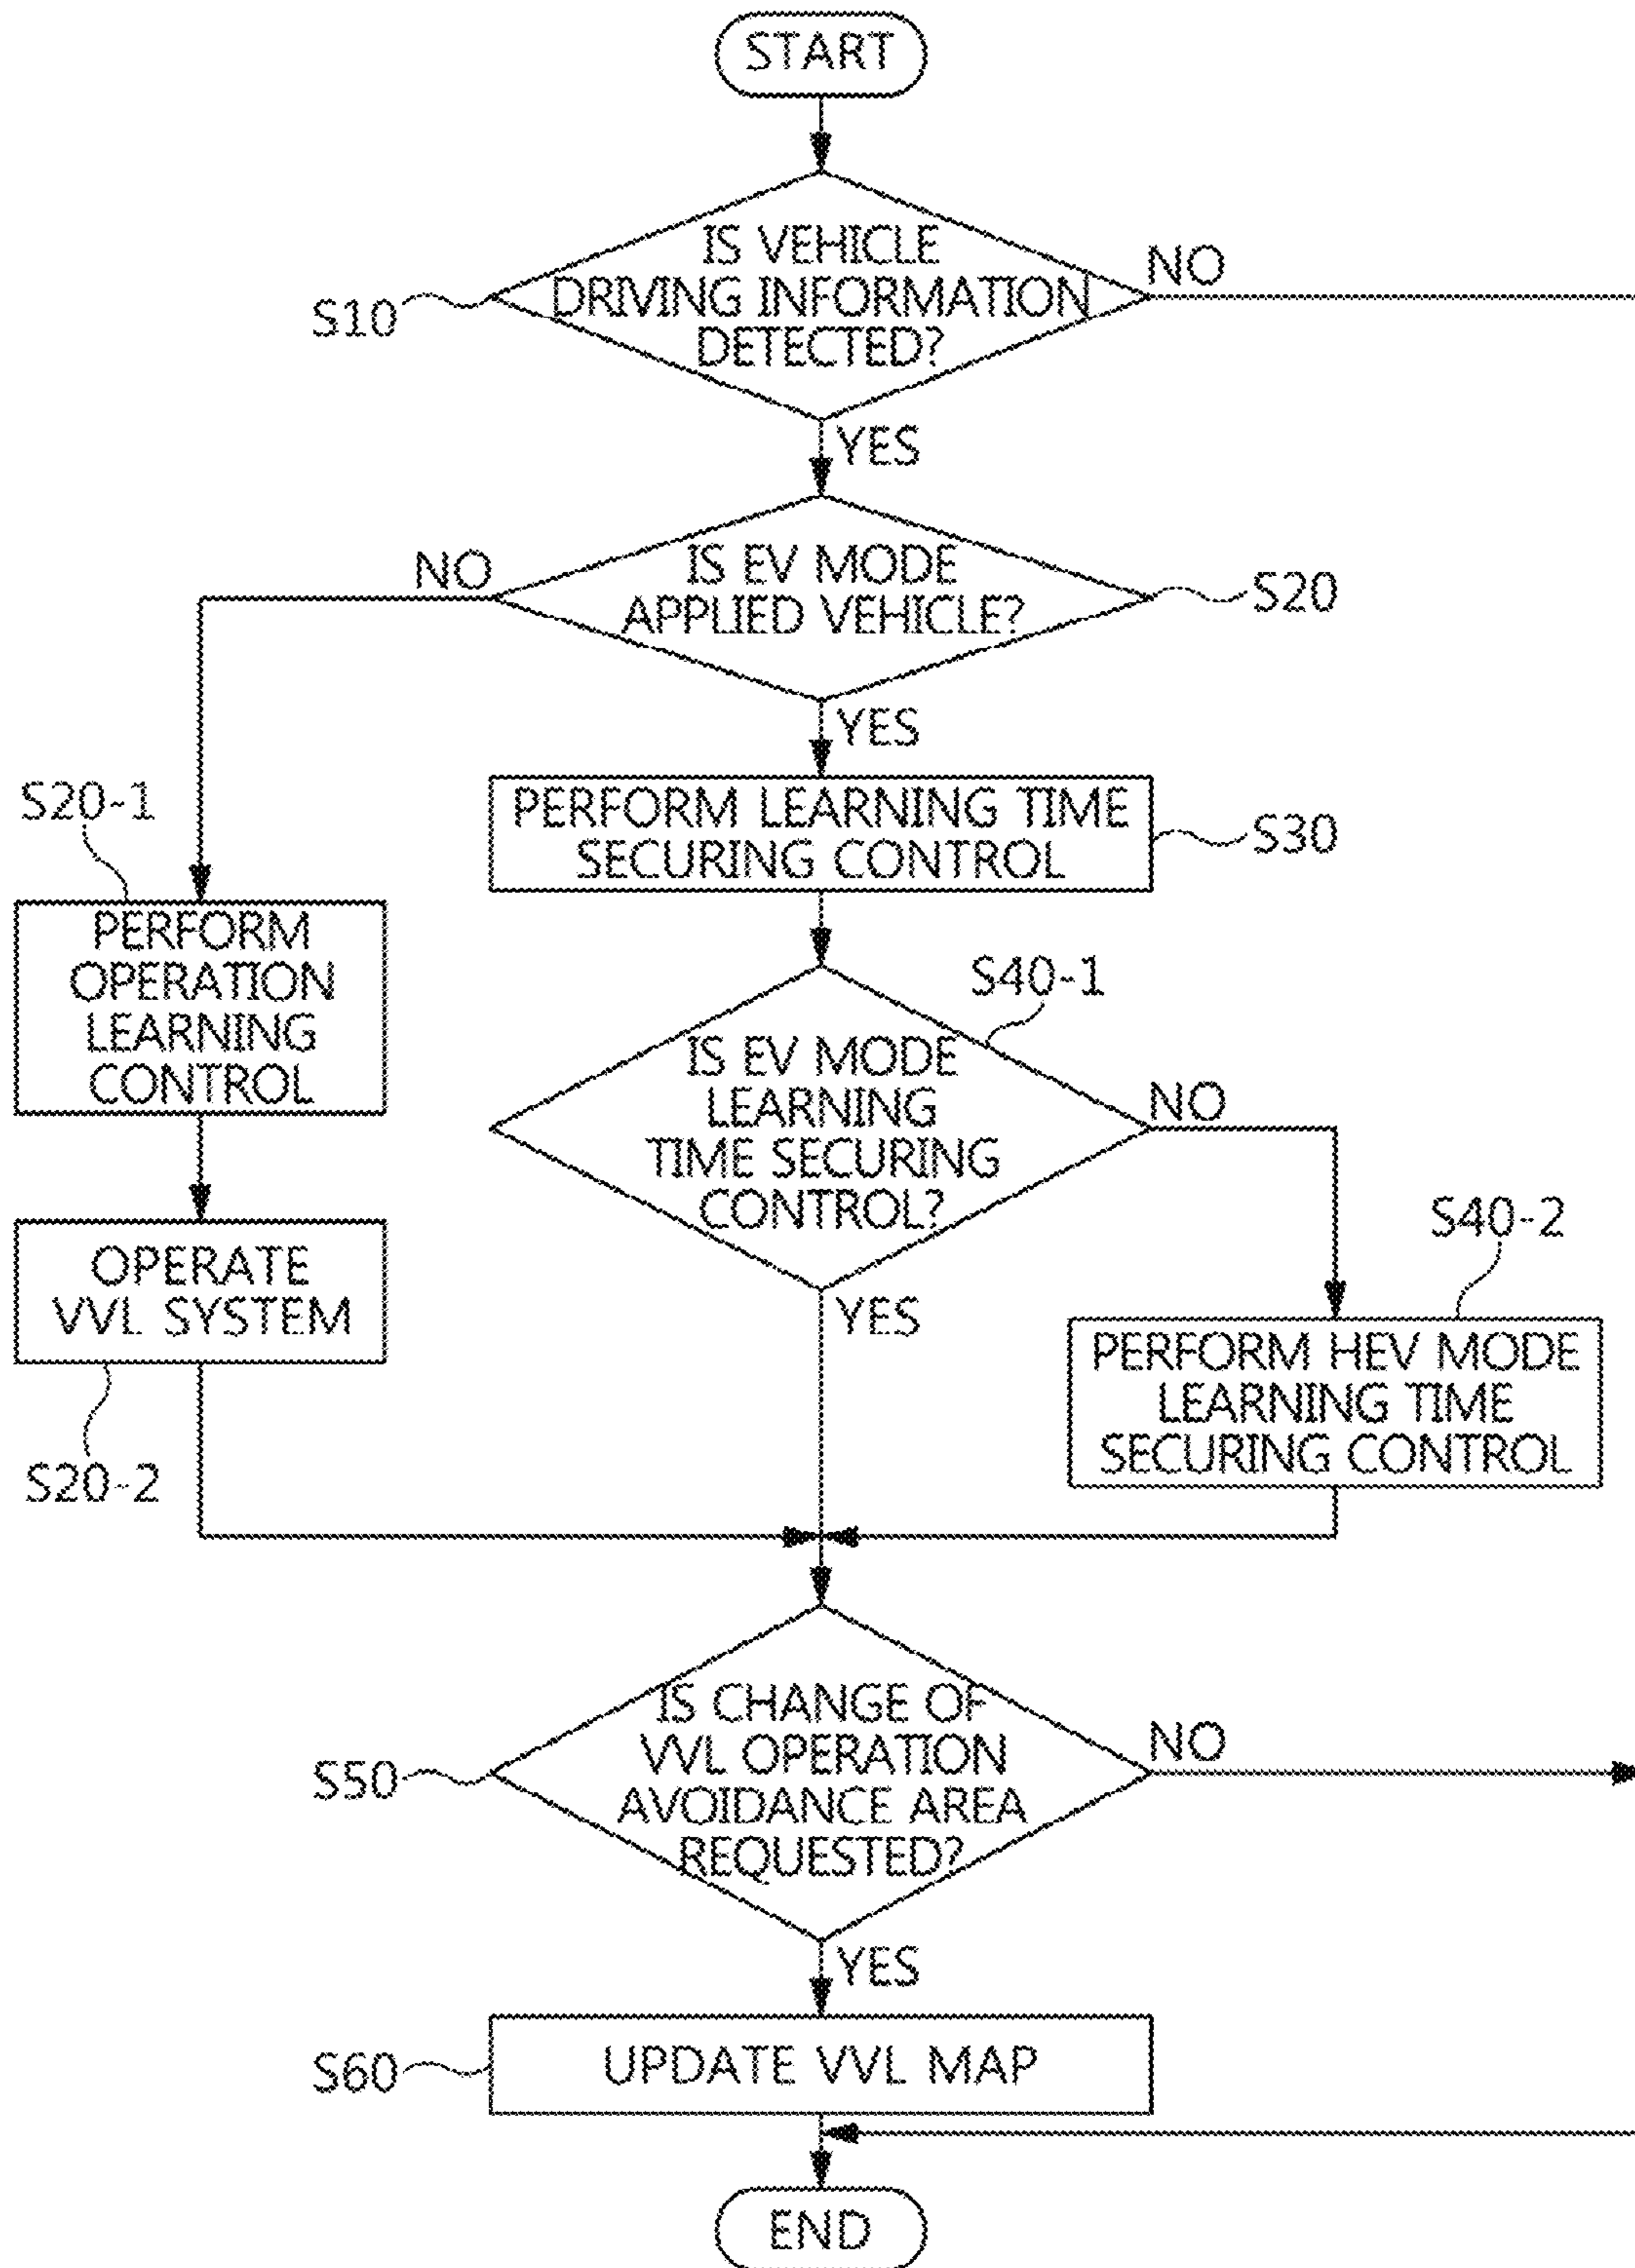 START
IS VEHICLE
DRIVING INFORMATION
DETECTED?
NO
S10
YES
IS EV MODE
APPLIED VEHICLE?
NO
S20
YES
S20-1
PERFORM LEARNING TIME
SECURING CONTROL
S30
PERFORM
OPERATION
LEARNING
CONTROL
S40-1
IS EV MODE
LEARNING
TIME SECURING
CONTROL?
NO
YES
S40-2
OPERATE
VVL SYSTEM
S20-2
PERFORM HEV MODE
LEARNING TIME
SECURING CONTROL
IS CHANGE OF
VVL OPERATION
AVOIDANCE AREA
REQUESTED?
NO
S50
YES
S60
UPDATE VVL MAP
END